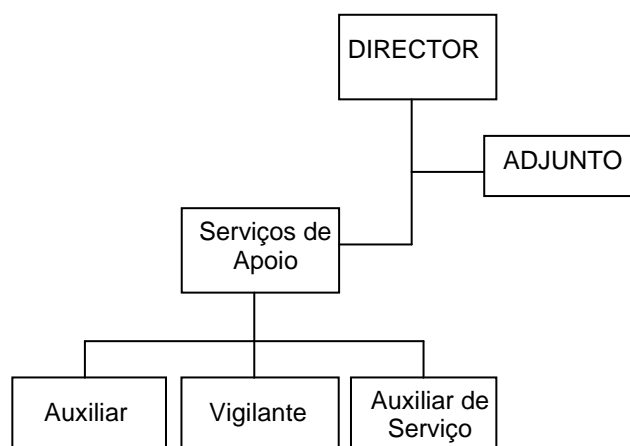 DIRECTOR
ADJUNTO
Serviços de
Apoio
Auxiliar
Vigilante
Auxiliar de
Serviço